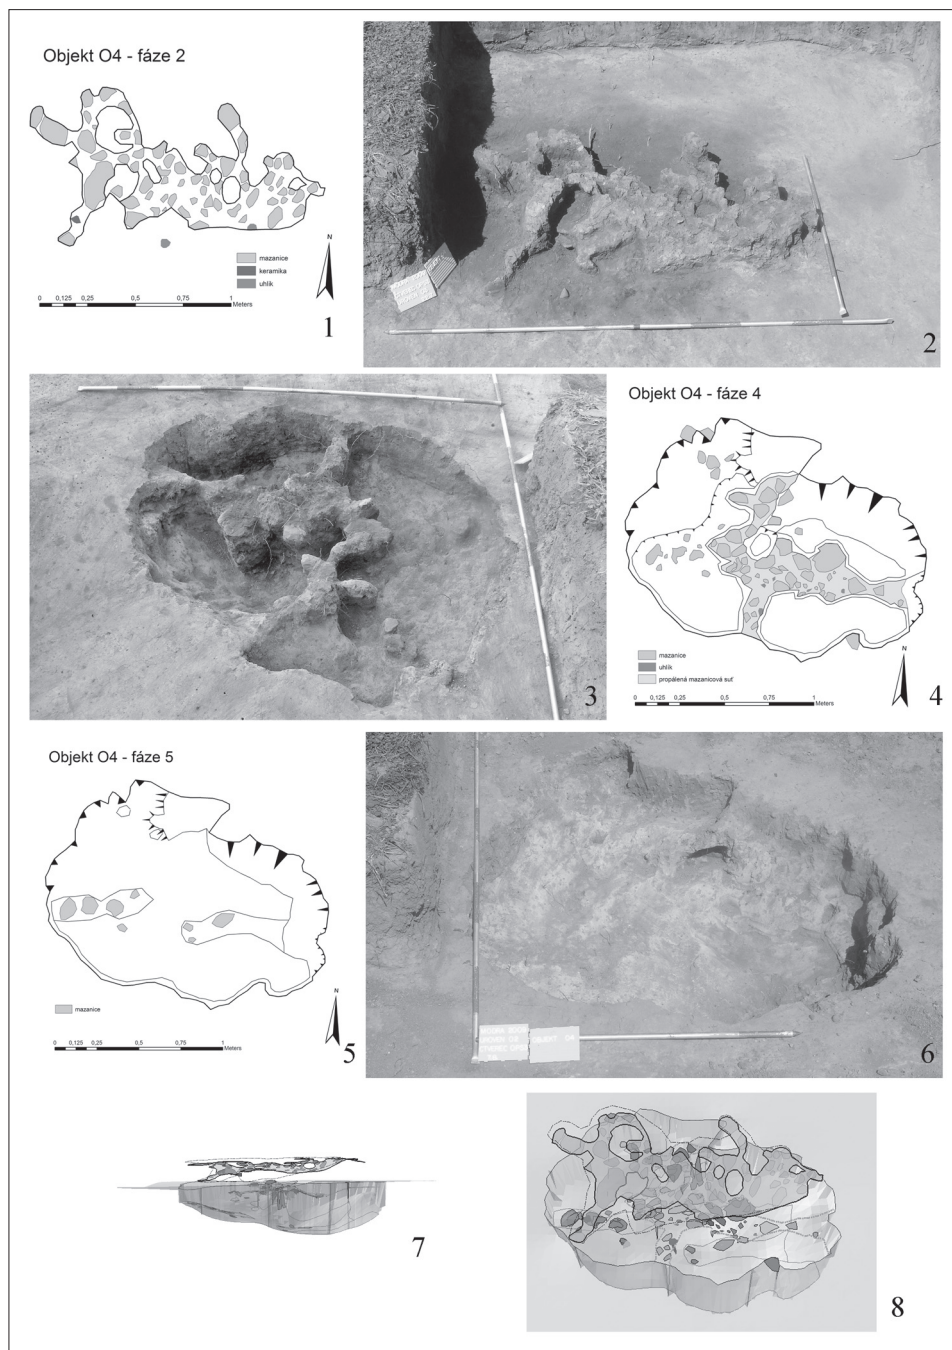 Objekt O4 - fáze 2
mazanice
keramika
uhlík
N
0 0,125 0,25 0,5 0,75 1
Meters
1
2
3
Objekt O4 - fáze 4
mazanice
uhlík
propálená mazanicová suť
N
0 0,125 0,25 0,5 0,75 1
Meters
4
Objekt O4 - fáze 5
mazanice
N
0 0,125 0,25 0,5 0,75 1
Meters
5
OBJEKT
6
7
8